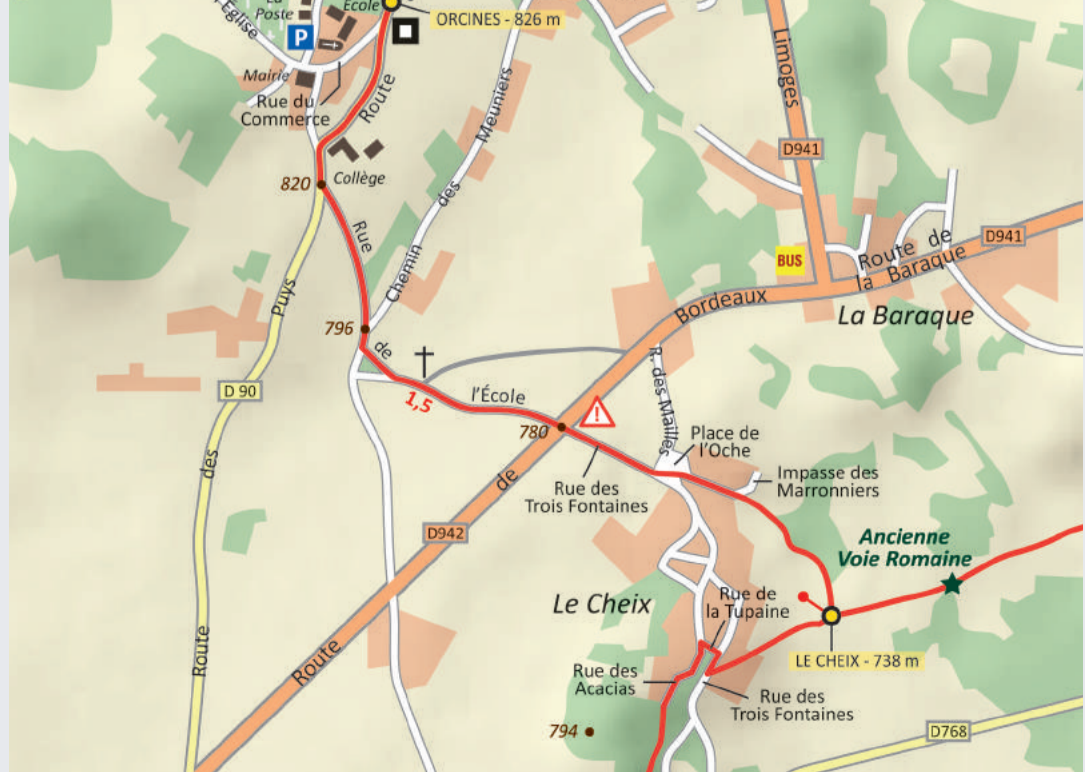 La
Poste
École
l'Église
P
ORCINES - 826 m
Mairie
Rue du
Commerce
Route
Collège
820
Meuniers
des
Chemin
Limoges
D941
Rue
BUS
Route de
la Baraque
D941
Bordeaux
La Baraque
Puys
796
de
D 90
1,5
l'École
!
R. des Mailles
780
Place de
l'Oche
Impasse des
Marronniers
Rue des
Trois Fontaines
des
de
D942
Ancienne
Voie Romaine
Le Cheix
Rue de
la Tupaine
Route
Route
LE CHEIX - 738 m
Rue des
Acacias
Rue des
Trois Fontaines
794
D768